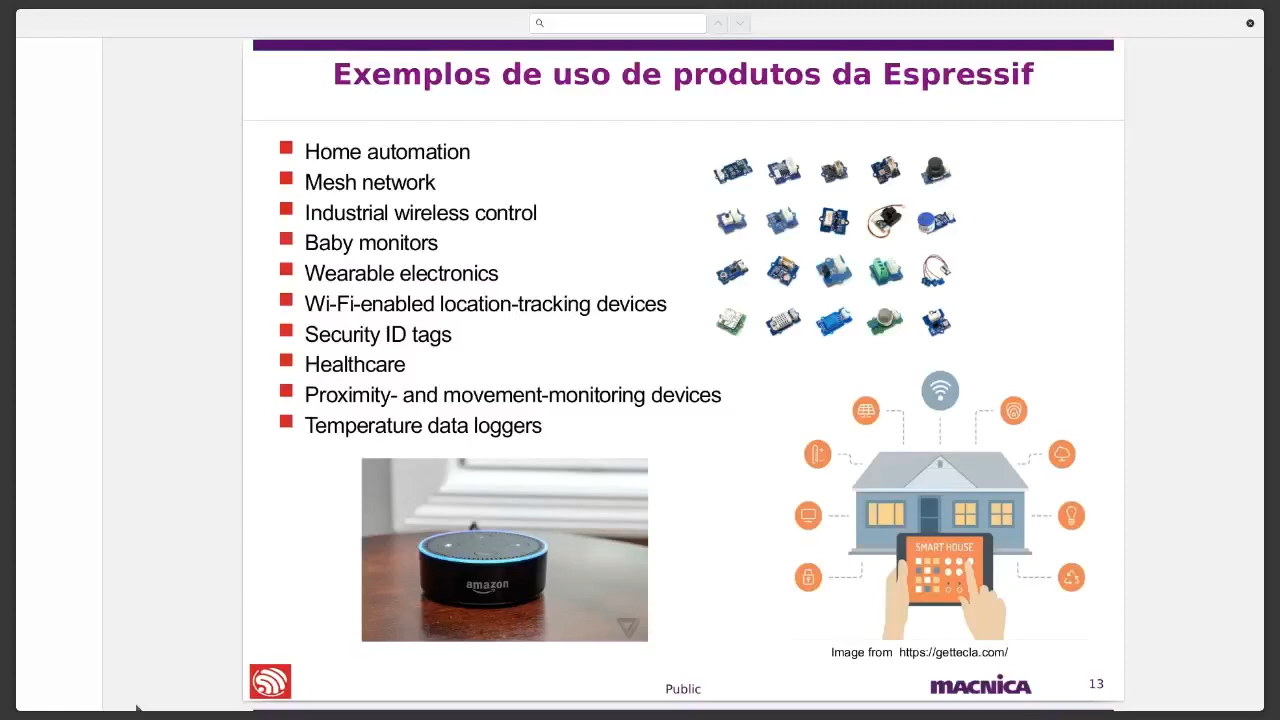 Exemplos de uso de produtos da Espressif
Home automation
Mesh network
Industrial wireless control
Baby monitors
Wearable electronics
Wi-Fi-enabled location-tracking devices
Security ID tags
Healthcare
Proximity- and movement-monitoring devices
Temperature data loggers
amazon
SMART HOUSE
Image from https://gettecla.com/
Public
MACNICA
13